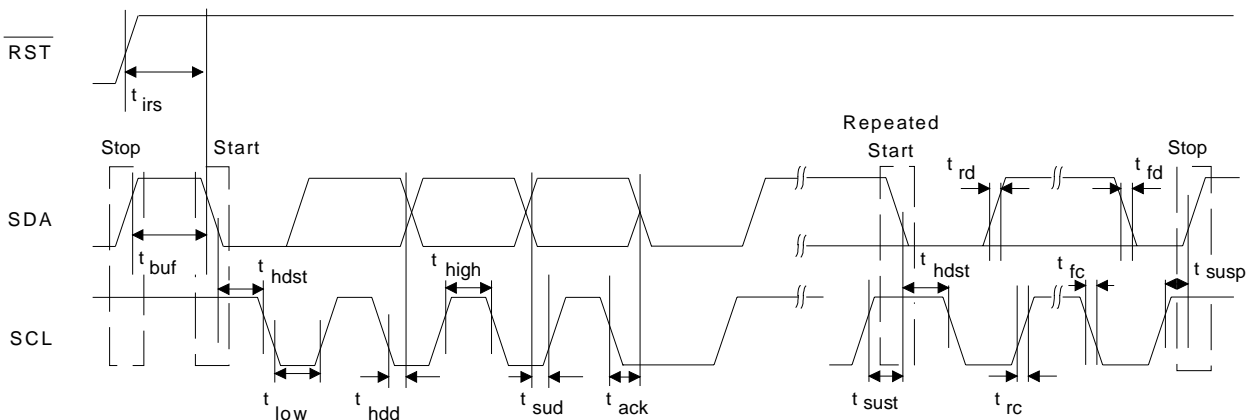 RST
t irs
Stop
Start
Repeated
Start
Stop
t rd
t fd
SDA
t buf
t hdst
t high
t hdst
t fc
t susp
SCL
t low
t hdd
t sud
t ack
t sust
t rc